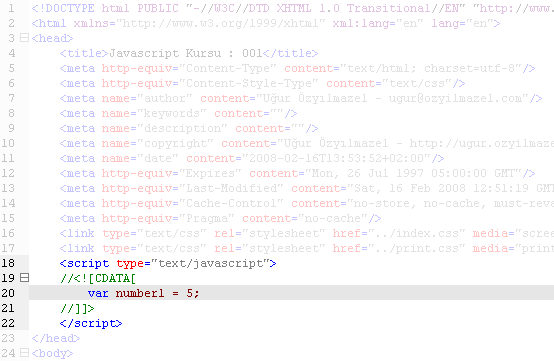 1 <!DOCTYPE html PUBLIC "-//W3C//DTD XHTML 1.0 Transitional//EN" "http://www.
2 <html xmlns="http://www.w3.org/1999/xhtml" xml:lang="en" lang="en">
3 <head>
4 <title>Javascript Kursu : 001</title>
5 <meta http-equiv="Content-Type" content="text/html; charset=utf-8"/>
6 <meta http-equiv="Content-Style-Type" content="text/css"/>
7 <meta name="author" content="Uğur Özyılmazel - ugur@ozyilmazel.com"/>
8 <meta name="keywords" content=""/>
9 <meta name="description" content=""/>
10 <meta name="copyright" content="Uğur Özyılmazel - http://ugur.ozyilmaze
11 <meta name="date" content="2008-02-16T13:53:52+02:00"/>
12 <meta http-equiv="Expires" content="Mon, 26 Jul 1997 05:00:00 GMT"/>
13 <meta http-equiv="Last-Modified" content="Sat, 16 Feb 2008 12:51:19 GMT
14 <meta http-equiv="Cache-Control" content="no-store, no-cache, must-reva
15 <meta http-equiv="Pragma" content="no-cache"/>
16 <link type="text/css" rel="stylesheet" href="../index.css" media="screen
17 <link type="text/css" rel="stylesheet" href="../print.css" media="print
18 <script type="text/javascript">
19 //<![CDATA[
20 var number1 = 5;
21 //]]>
22 </script>
23 </head>
24 <body>